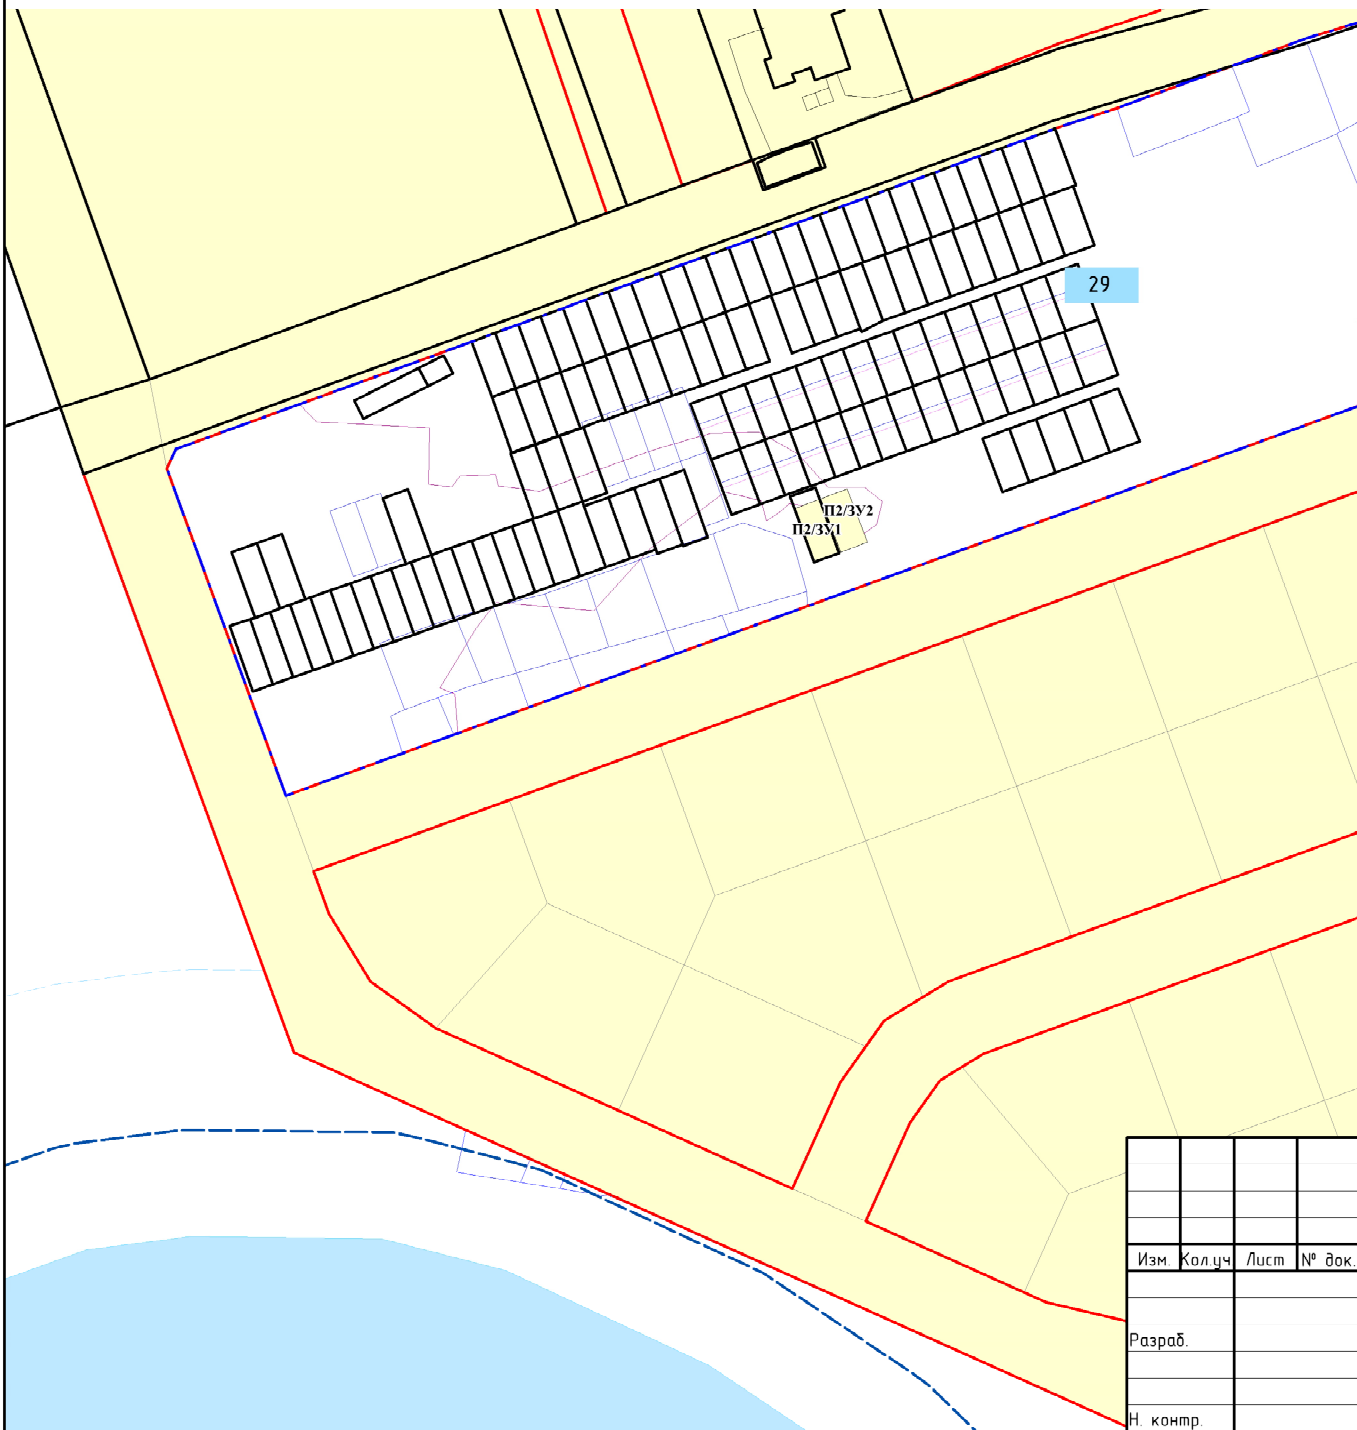 29
П2/ЗУ2
П2/ЗУ1
Изм. Кол.уч Лист № док.
Разраб.
Н. контр.